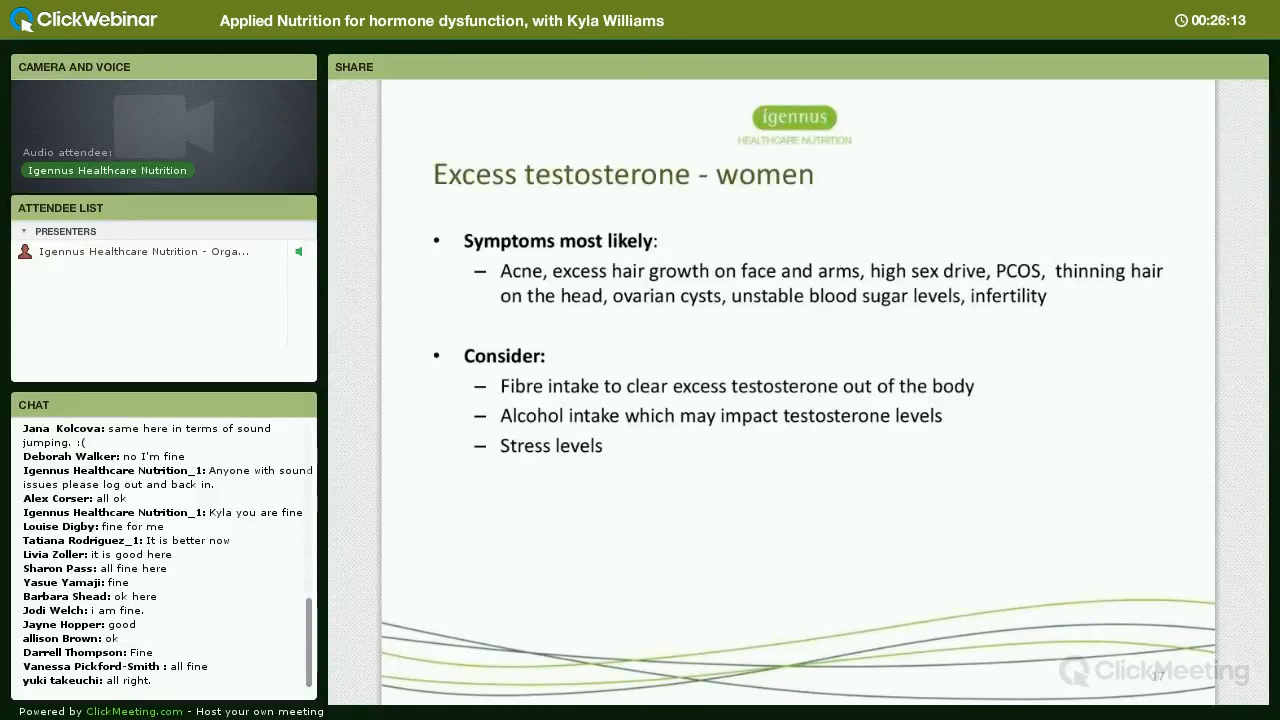 ClickWebinar
Applied Nutrition for hormone dysfunction, with Kyla Williams
00:26:13
CAMERA AND VOICE
Audio attendee:
Igennus Healthcare Nutrition
ATTENDEE LIST
PRESENTERS
Igennus Healthcare Nutrition - Orga...
CHAT
Jana Kolcova: same here in terms of sound
jumping. :(
Deborah Walker: no I'm fine
Igennus Healthcare Nutrition_1: Anyone with sound
issues please log out and back in.
Alex Corser: all ok
Igennus Healthcare Nutrition_1: Kyla you are fine
Louise Digby: fine for me
Tatiana Rodriguez_1: It is better now
Livia Zoller: it is good here
Sharon Pass: all fine here
Yasue Yamaji: fine
Barbara Shead: ok here
Jodi Welch: i am fine.
Jayne Hopper: good
allison Brown: ok
Darrell Thompson: Fine
Vanessa Pickford-Smith : all fine
yuki takeuchi: all right.
Powered by ClickMeeting.com - Host your own meeting
SHARE
igennus
HEALTHCARE NUTRITION
Excess testosterone - women
• Symptoms most likely:
– Acne, excess hair growth on face and arms, high sex drive, PCOS, thinning hair
on the head, ovarian cysts, unstable blood sugar levels, infertility
• Consider:
– Fibre intake to clear excess testosterone out of the body
– Alcohol intake which may impact testosterone levels
– Stress levels
ClickMeeting
17